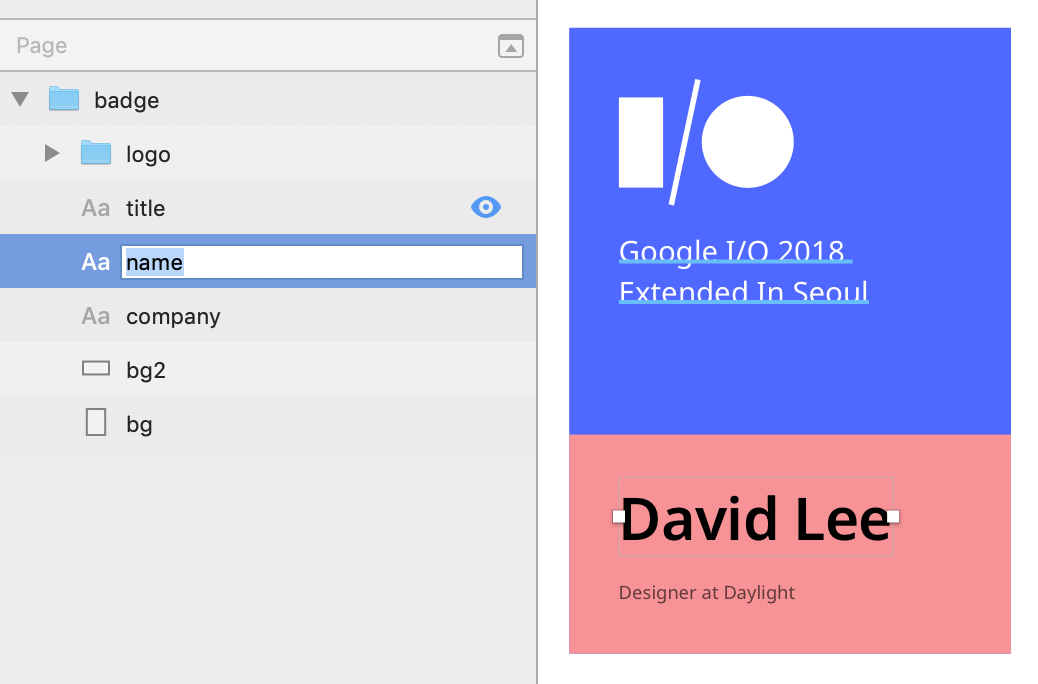 Page
badge
logo
Aa title
Aa name
Aa company
bg2
bg
I/O
Google I/O 2018
Extended In Seoul
David Lee
Designer at Daylight